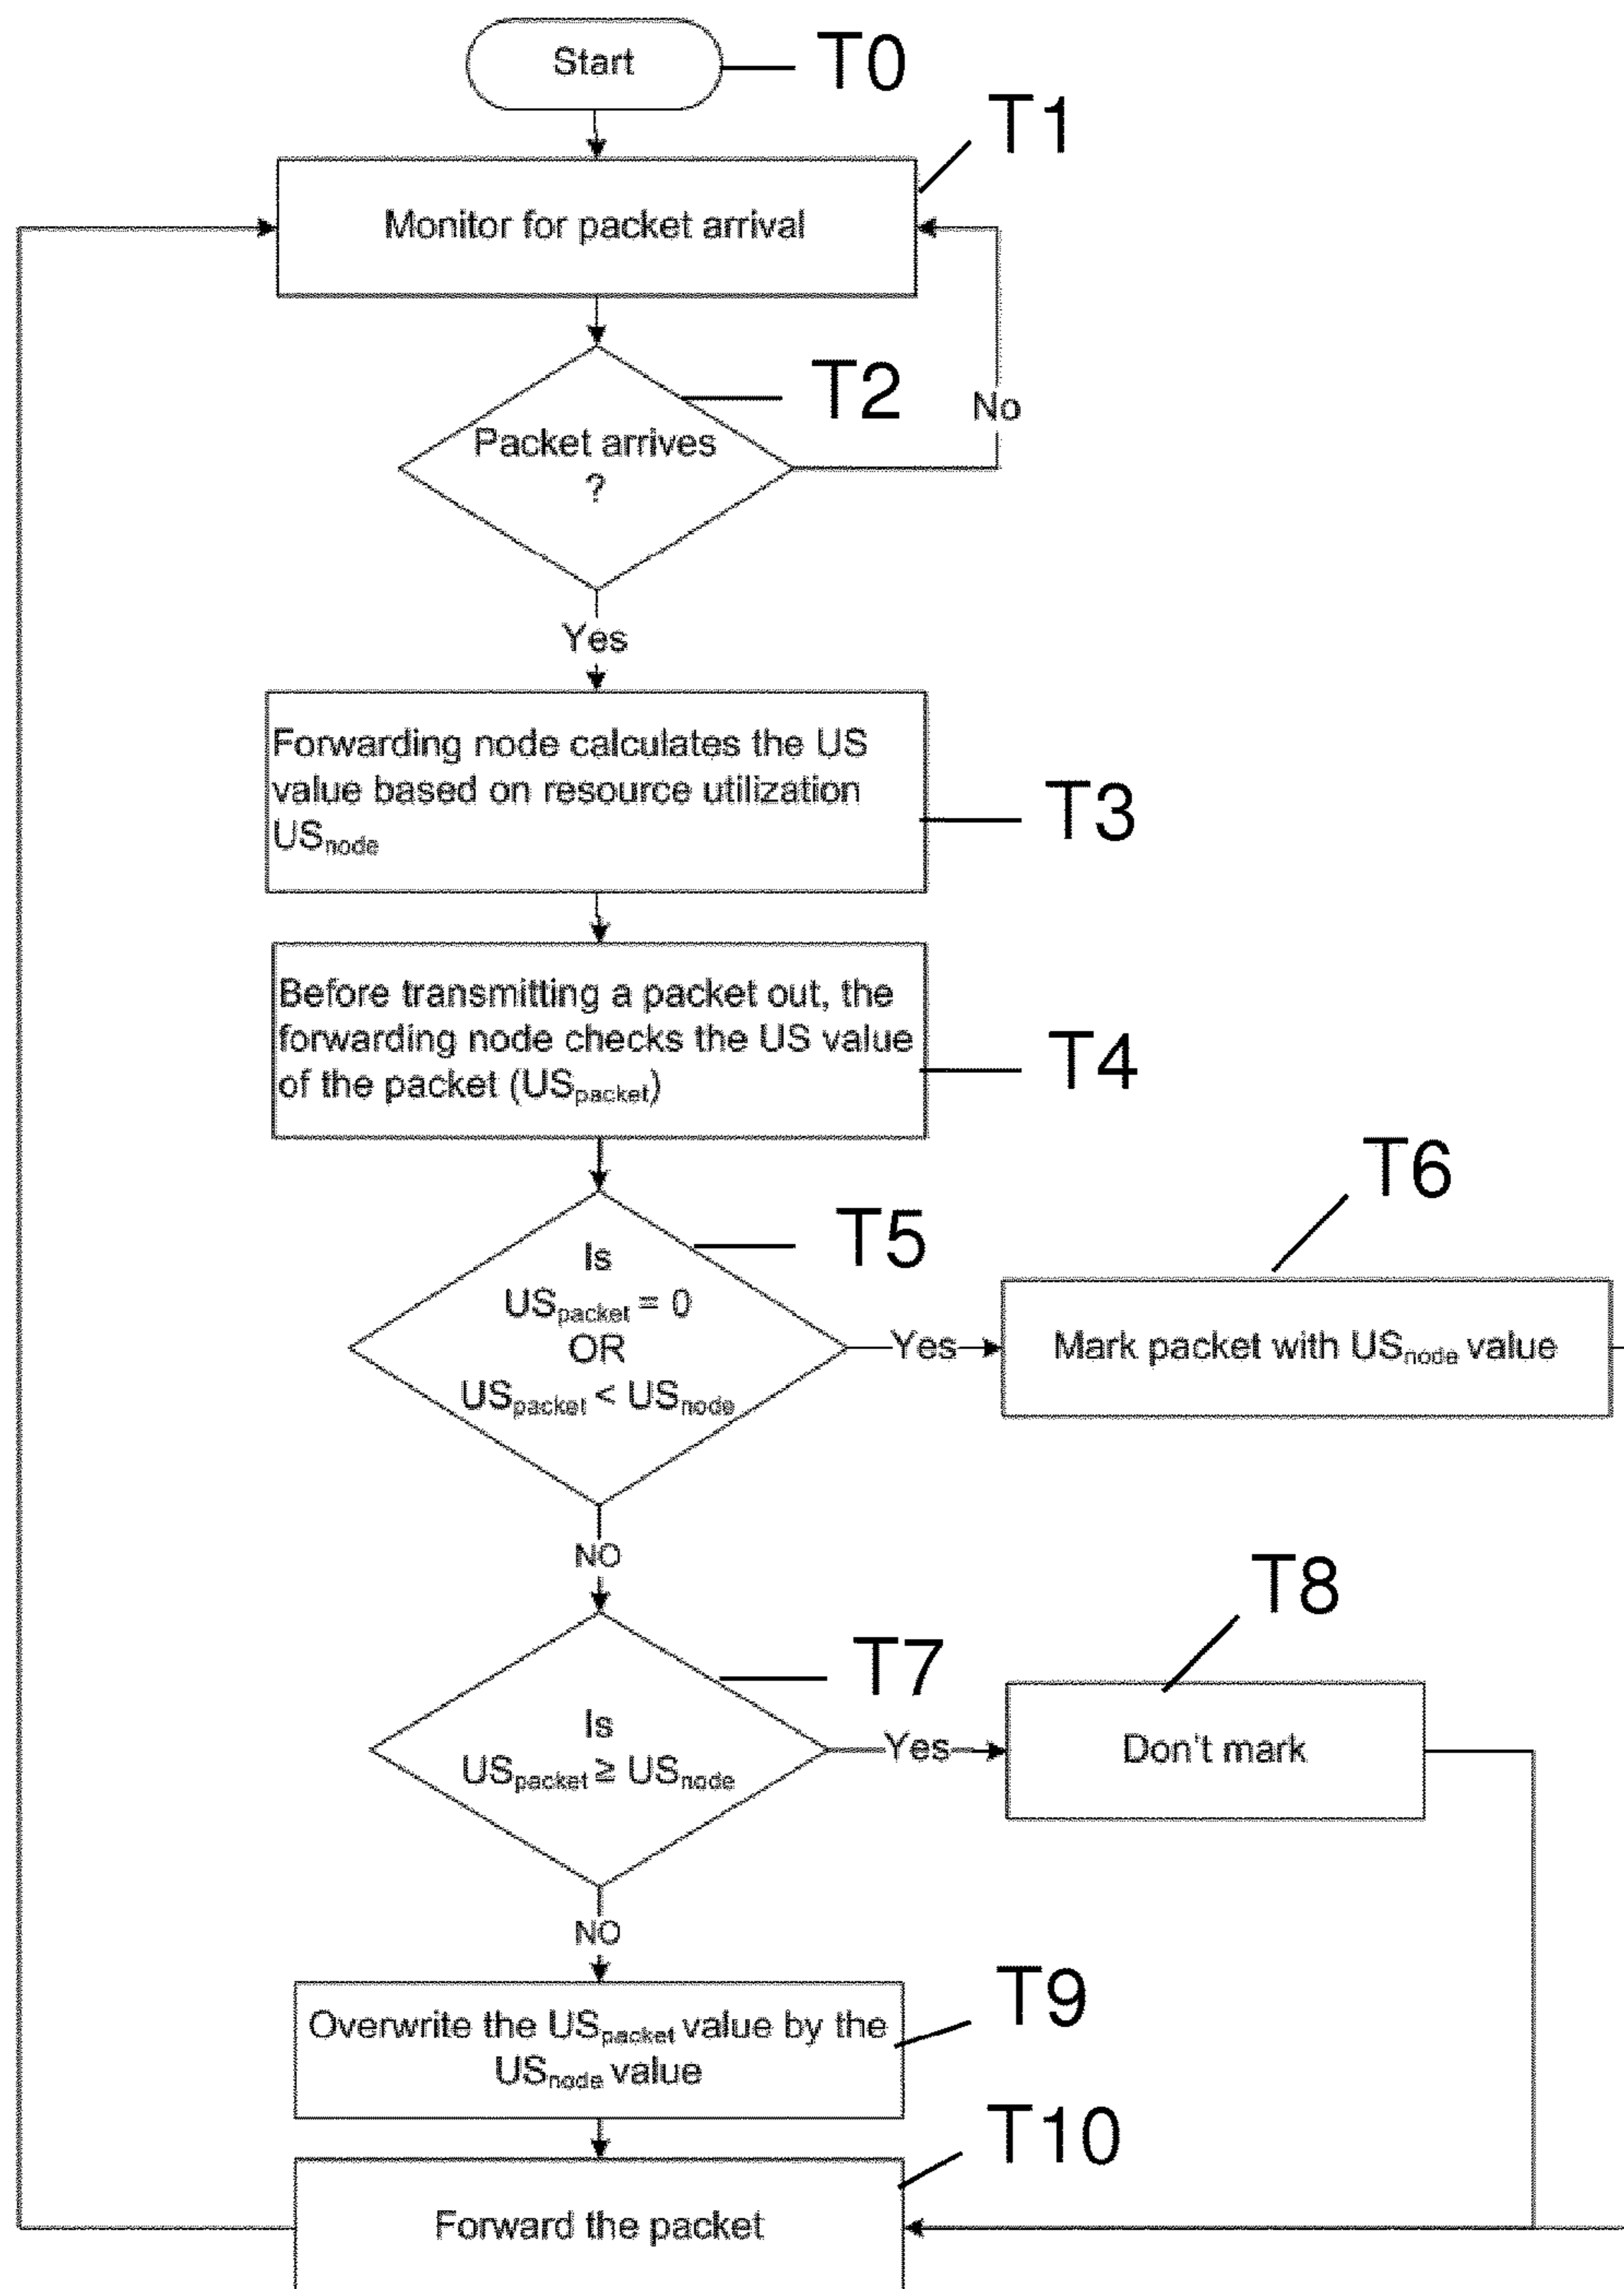 Start
T0
T1
Monitor for packet arrival
T2
Packet arrives
?
No
Yes
Forwarding node calculates the US
value based on resource utilization
USnode
T3
Before transmitting a packet out, the
forwarding node checks the US value
of the packet (USpacket)
T4
T5
Is
USpacket = 0
OR
USpacket < USnode
Yes
T6
Mark packet with USnode value
NO
T7
Is
USpacket ≥ USnode
Yes
T8
Don't mark
NO
T9
Overwrite the USpacket value by the
USnode value
T10
Forward the packet